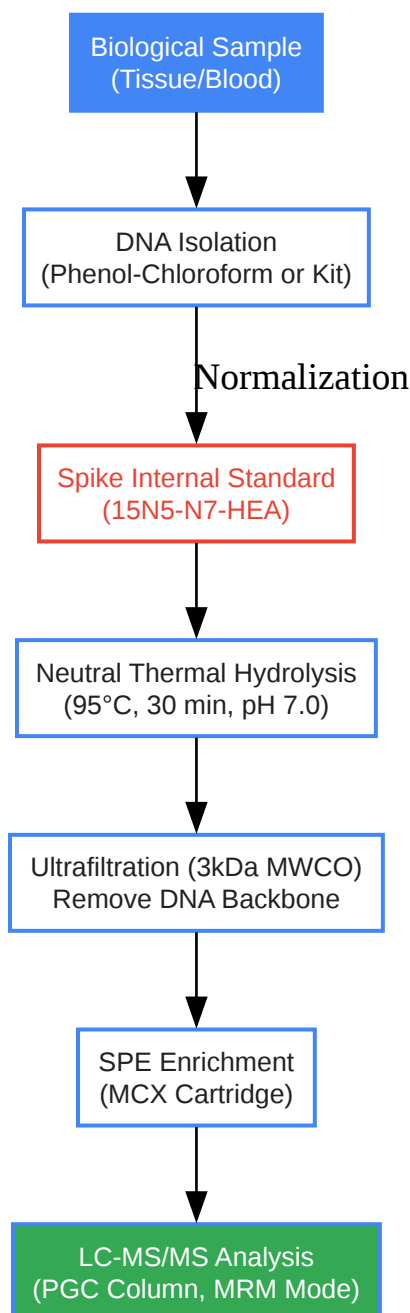 Biological Sample
(Tissue/Blood)
DNA Isolation
(Phenol-Chloroform or Kit)
Normalization
Spike Internal Standard
(15N5-N7-HEA)
Neutral Thermal Hydrolysis
(95°C, 30 min, pH 7.0)
Ultrafiltration (3kDa MWCO)
Remove DNA Backbone
SPE Enrichment
(MCX Cartridge)
LC-MS/MS Analysis
(PGC Column, MRM Mode)